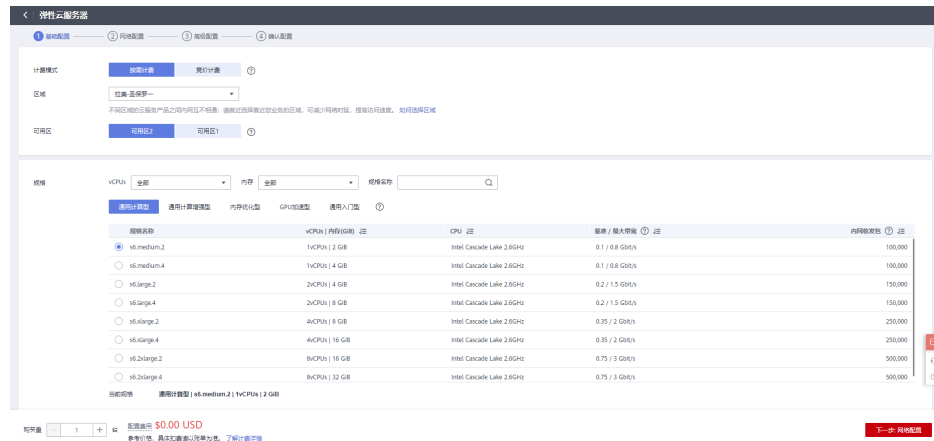 弹性云服务器
1 基础配置 2 网络配置 3 高级配置 4 确认配置
计费模式 按需计费 竞价计费
区域 拉美-圣保罗一
不同区域的云服务产品之间内网互不相通；请就近选择靠近您业务的区域，可减少网络时延，提高访问速度。 如何选择区域
可用区 可用区2 可用区1
规格 vCPUs 全部 内存 全部 规格名称
通用计算型 通用计算增强型 内存优化型 GPU加速型 通用入门型
规格名称 vCPUs | 内存(GiB) CPU 基准 / 最大带宽 内网收发包
s6.medium.2 1vCPUs | 2 GiB Intel Cascade Lake 2.6GHz 0.1 / 0.8 Gbit/s 100,000
s6.medium.4 1vCPUs | 4 GiB Intel Cascade Lake 2.6GHz 0.1 / 0.8 Gbit/s 100,000
s6.large.2 2vCPUs | 4 GiB Intel Cascade Lake 2.6GHz 0.2 / 1.5 Gbit/s 150,000
s6.large.4 2vCPUs | 8 GiB Intel Cascade Lake 2.6GHz 0.2 / 1.5 Gbit/s 150,000
s6.xlarge.2 4vCPUs | 8 GiB Intel Cascade Lake 2.6GHz 0.35 / 2 Gbit/s 250,000
s6.xlarge.4 4vCPUs | 16 GiB Intel Cascade Lake 2.6GHz 0.35 / 2 Gbit/s 250,000
s6.2xlarge.2 8vCPUs | 16 GiB Intel Cascade Lake 2.6GHz 0.75 / 3 Gbit/s 500,000
s6.2xlarge.4 8vCPUs | 32 GiB Intel Cascade Lake 2.6GHz 0.75 / 3 Gbit/s 500,000
当前规格 通用计算型 | s6.medium.2 | 1vCPUs | 2 GiB
购买量 1 台 配置费用 $0.00 USD 下一步: 网络配置
参考价格，具体扣费请以账单为准。 了解计费详情